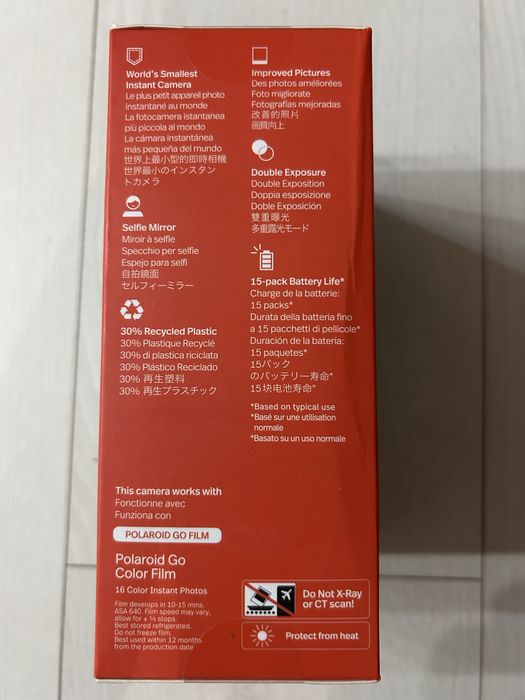 World's Smallest
Instant Camera
Le plus petit appareil photo
instantané au monde
La fotocamera istantanea
più piccola al mondo
La cámara instantánea
más pequeña del mundo
世界上最小型的即時相機
世界最小のインスタン
トカメラ
Selfie Mirror
Miroir à selfie
Specchio per selfie
Espejo para selfi
自拍鏡面
セルフィーミラー
30% Recycled Plastic
30% Plastique Recyclé
30% di plastica riciclata
30% Plástico Reciclado
30% 再生塑料
30% 再生プラスチック
Improved Pictures
Des photos améliorées
Foto migliorate
Fotografías mejoradas
改善的照片
画質向上
Double Exposure
Double Exposition
Doppia esposizione
Doble Exposición
雙重曝光
多重露光モード
15-pack Battery Life*
Charge de la batterie:
15 packs*
Durata della batteria fino
a 15 pacchetti di pellicole*
Duración de la batería:
15 paquetes*
15パック
のバッテリー寿命*
15块电池寿命*
*Based on typical use
*Basé sur une utilisation
normale
*Basato su un uso normale
This camera works with
Fonctionne avec
Funziona con
POLAROID GO FILM
Polaroid Go
Color Film
16 Color Instant Photos
Film develops in 10-15 mins.
ASA 640. Film speed may vary,
allow for ± ⅓ stops.
Best stored refrigerated.
Do not freeze film.
Best used within 12 months
from the production date
Do Not X-Ray
or CT scan!
Protect from heat